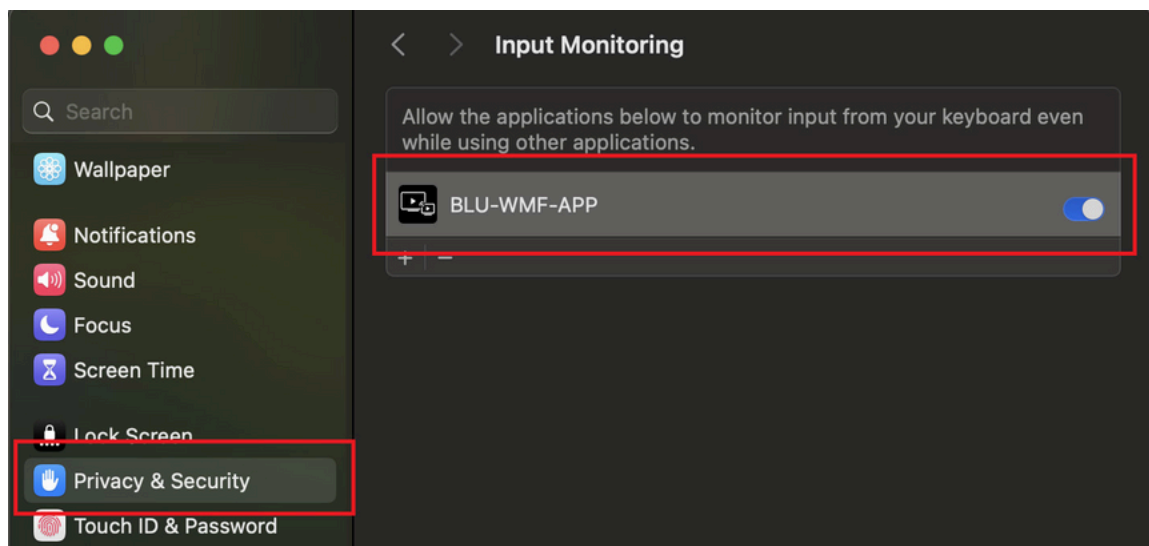 Input Monitoring
Search
Wallpaper
Notifications
Sound
Focus
Screen Time
Lock Screen
Privacy & Security
Touch ID & Password
Allow the applications below to monitor input from your keyboard even
while using other applications.
BLU-WMF-APP